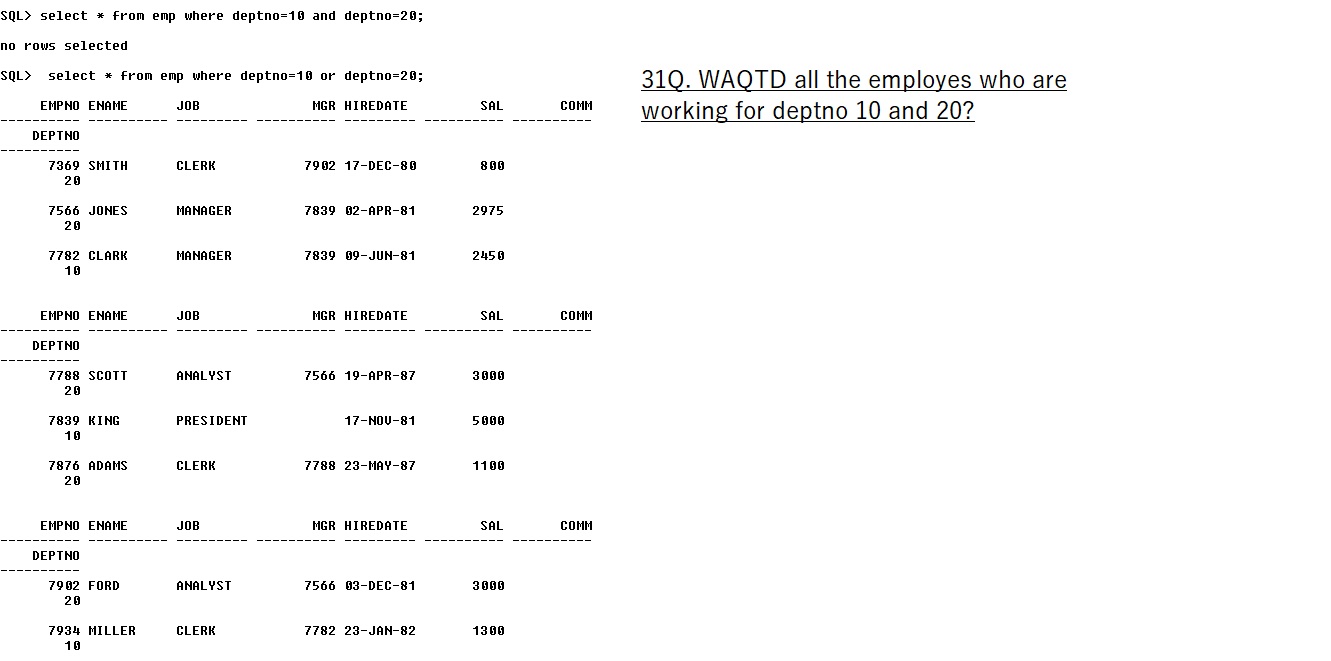 SQL> select * from emp where deptno=10 and deptno=20;
no rows selected
SQL>  select * from emp where deptno=10 or deptno=20;
     EMPNO ENAME      JOB              MGR HIREDATE         SAL       COMM
---------- ---------- --------- ---------- --------- ---------- ----------
    DEPTNO
----------
      7369 SMITH      CLERK           7902 17-DEC-80        800
        20
      7566 JONES      MANAGER         7839 02-APR-81       2975
        20
      7782 CLARK      MANAGER         7839 09-JUN-81       2450
        10
     EMPNO ENAME      JOB              MGR HIREDATE         SAL       COMM
---------- ---------- --------- ---------- --------- ---------- ----------
    DEPTNO
----------
      7788 SCOTT      ANALYST         7566 19-APR-87       3000
        20
      7839 KING       PRESIDENT            17-NOV-81       5000
        10
      7876 ADAMS      CLERK           7788 23-MAY-87       1100
        20
     EMPNO ENAME      JOB              MGR HIREDATE         SAL       COMM
---------- ---------- --------- ---------- --------- ---------- ----------
    DEPTNO
----------
      7902 FORD       ANALYST         7566 03-DEC-81       3000
        20
      7934 MILLER     CLERK           7782 23-JAN-82       1300
        10
31Q. WAQTD all the employes who are
working for deptno 10 and 20?